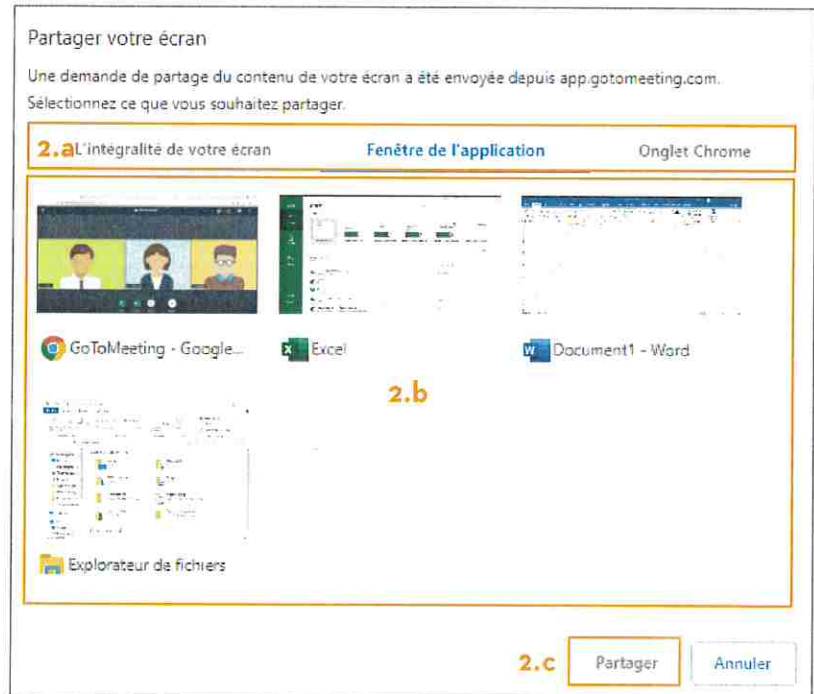 Partager votre écran
Une demande de partage du contenu de votre écran a été envoyée depuis app.gotomeeting.com.
Sélectionnez ce que vous souhaitez partager.
2.a L'intégralité de votre écran Fenêtre de l'application Onglet Chrome
GoToMeeting - Google... Excel Document1 - Word
2.b
Explorateur de fichiers
2.c Partager Annuler